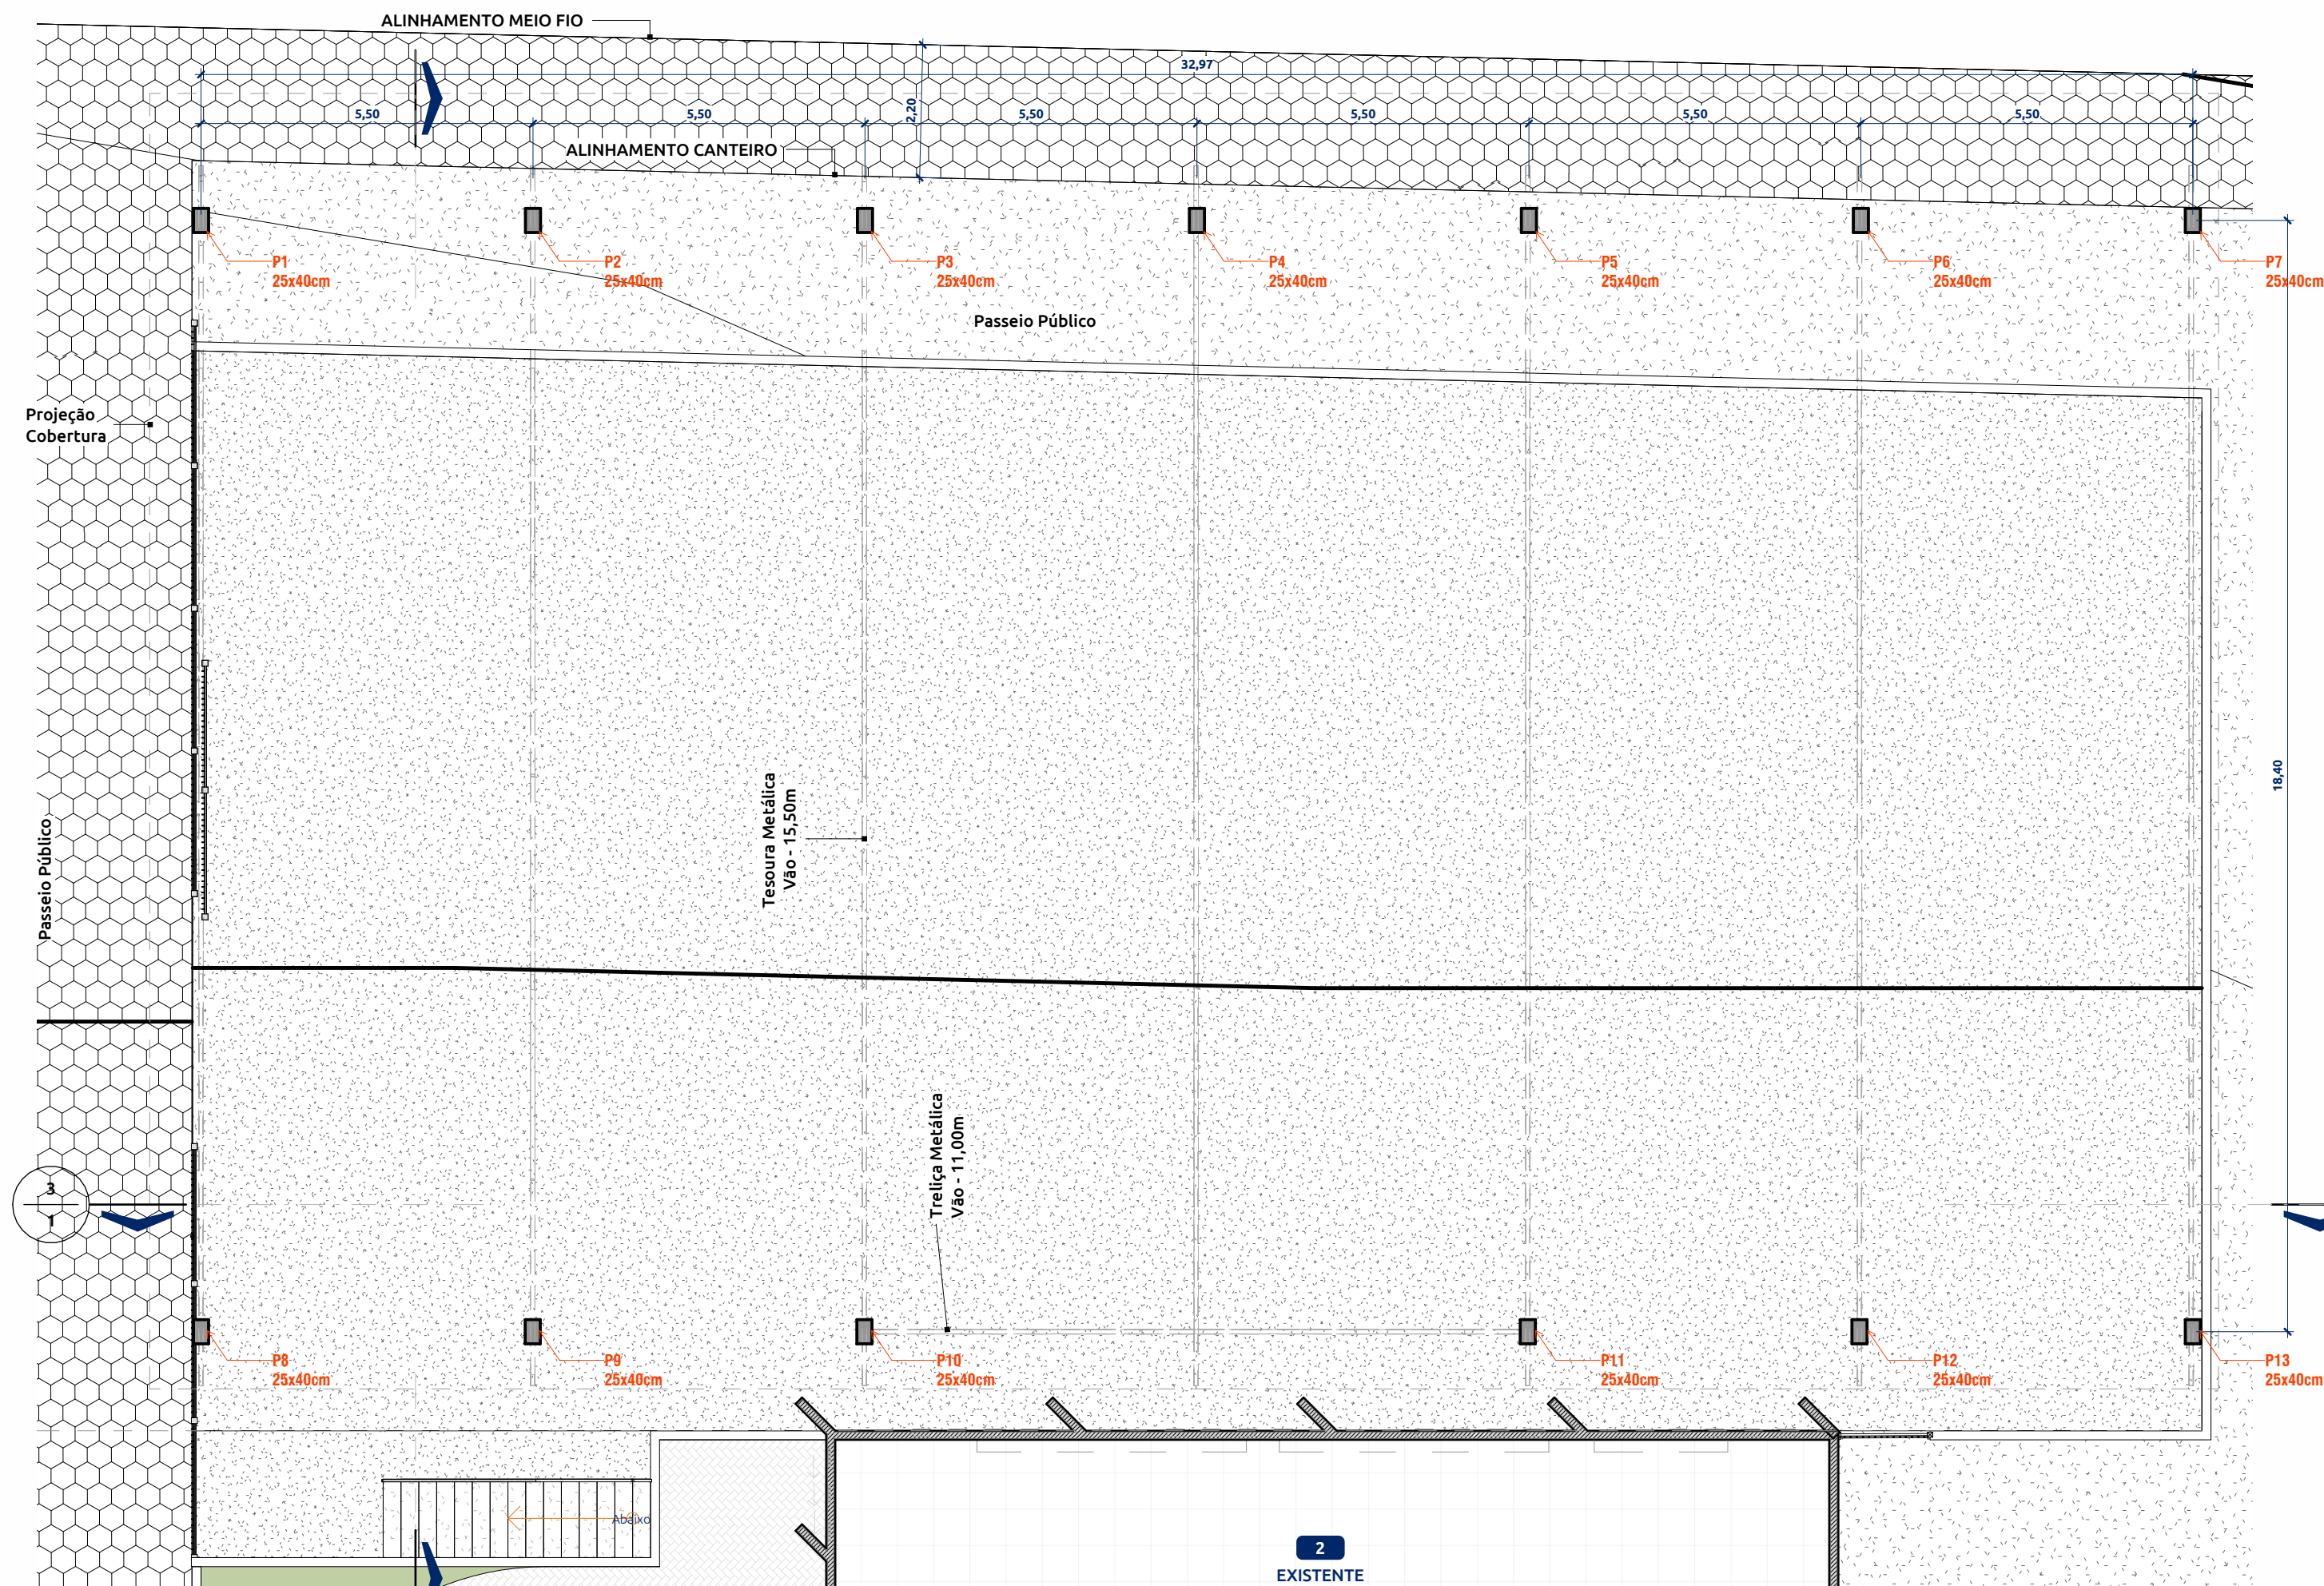 ALINHAMENTO MEIO FIO
32,97
5,50
5,50
2,20
5,50
5,50
5,50
5,50
ALINHAMENTO CANTEIRO
P1
25x40cm
P2
25x40cm
P3
25x40cm
P4
25x40cm
P5
25x40cm
P6
25x40cm
P7
25x40cm
Passeio Público
Projeção
Cobertura
18,40
Tesoura Metálica
Vão - 15,50m
Passeio Público
Treliça Metálica
Vão - 11,00m
3
1
P8
25x40cm
P9
25x40cm
P10
25x40cm
P11
25x40cm
P12
25x40cm
P13
25x40cm
Abaixo
2
EXISTENTE